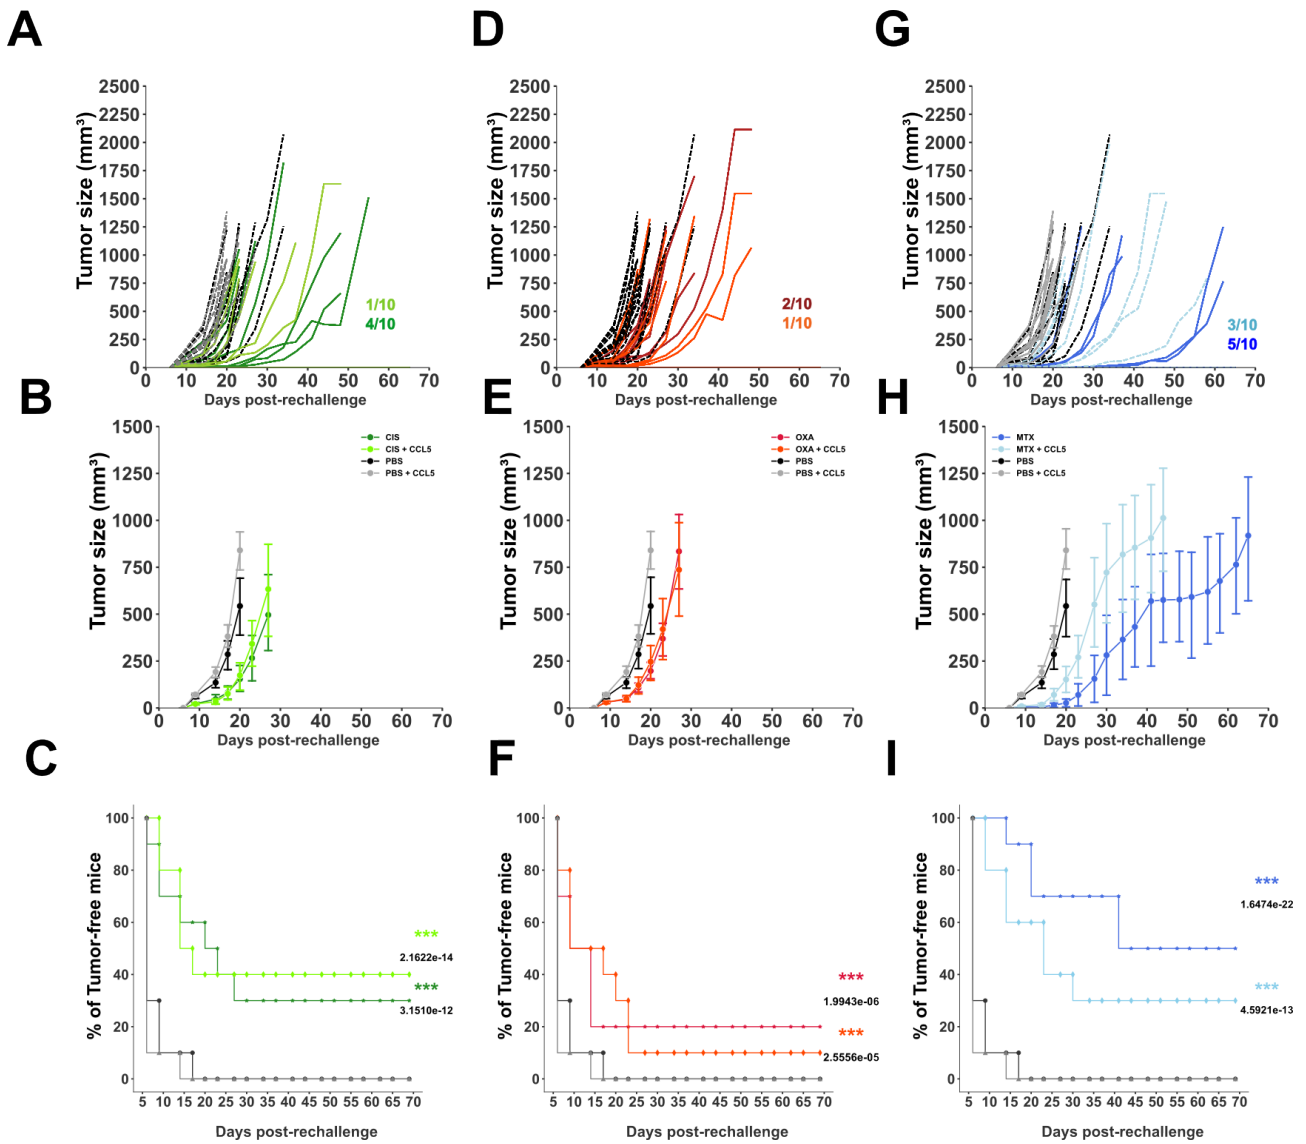 A
D
G
Tumor size (mm³)
2500
2250
2000
1750
1500
1250
1000
750
500
250
0
0 10 20 30 40 50 60 70
1/10
4/10
Days post-rechallenge
Tumor size (mm³)
2500
2250
2000
1750
1500
1250
1000
750
500
250
0
0 10 20 30 40 50 60 70
2/10
1/10
Days post-rechallenge
Tumor size (mm³)
2500
2250
2000
1750
1500
1250
1000
750
500
250
0
0 10 20 30 40 50 60 70
3/10
5/10
Days post-rechallenge
B
E
H
Tumor size (mm³)
1500
1250
1000
750
500
250
0
0 10 20 30 40 50 60 70
CIS
CIS + CCL5
PBS
PBS + CCL5
Days post-rechallenge
Tumor size (mm³)
1500
1250
1000
750
500
250
0
0 10 20 30 40 50 60 70
OXA
OXA + CCL5
PBS
PBS + CCL5
Days post-rechallenge
Tumor size (mm³)
1500
1250
1000
750
500
250
0
0 10 20 30 40 50 60 70
MTX
MTX + CCL5
PBS
PBS + CCL5
Days post-rechallenge
C
F
I
% of Tumor-free mice
100
80
60
40
20
0
5 10 15 20 25 30 35 40 45 50 55 60 65 70
***
2.1622e-14
***
3.1510e-12
Days post-rechallenge
% of Tumor-free mice
100
80
60
40
20
0
5 10 15 20 25 30 35 40 45 50 55 60 65 70
***
1.9943e-06
***
2.5556e-05
Days post-rechallenge
% of Tumor-free mice
100
80
60
40
20
0
5 10 15 20 25 30 35 40 45 50 55 60 65 70
***
1.6474e-22
***
4.5921e-13
Days post-rechallenge